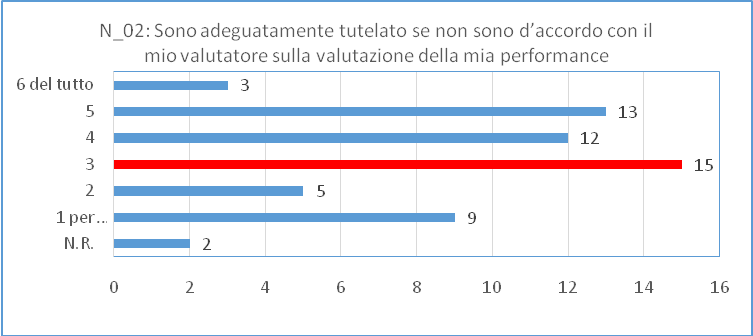 N_02: Sono adeguatamente tutelato se non sono d’accordo con il
mio valutatore sulla valutazione della mia performance
6 del tutto 3
5 13
4 12
3 15
2 5
1 per... 9
N.R. 2
0 2 4 6 8 10 12 14 16